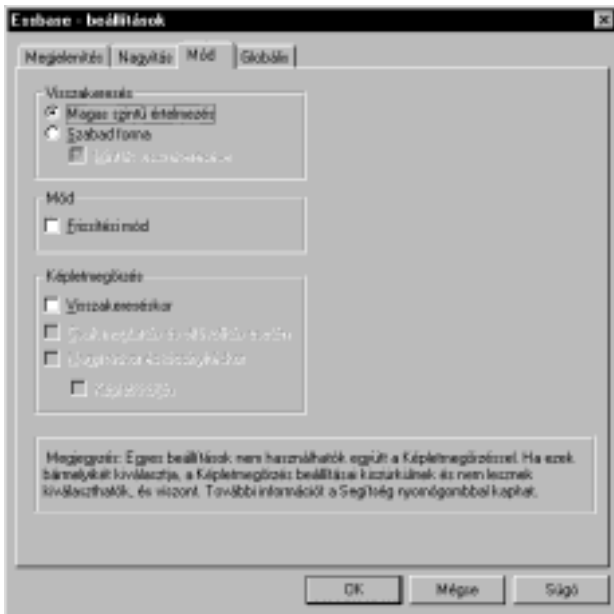 Essbase - beállítások
Megjelenítés Nagyítás Mód Globális
Visszakeresés
Magas szintű értelmezés
Szabad forma
Mód
Frissítési mód
Képletmegőrzés
Visszakereséskor
Megjegyzés: Egyes beállítások nem használhatók együtt a Képletmegőrzéssel. Ha ezek
bármelyikét kiválasztja, a Képletmegőrzés beállításai kiszürkülnek és nem lesznek
kiválaszthatók, és viszont. További információt a Segítség nyomógombbal kaphat.
OK Mégse Súgó